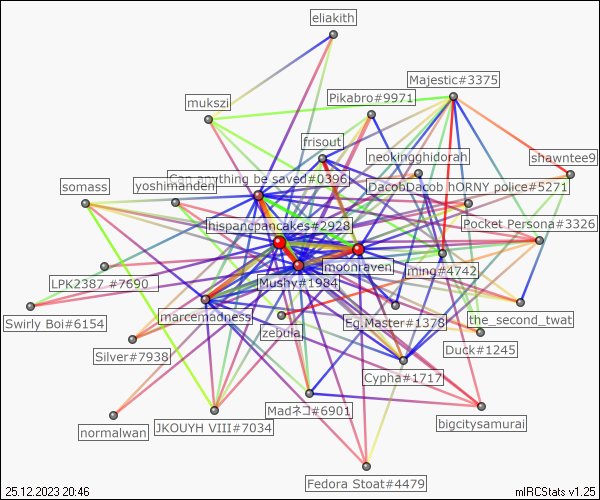 eliakith
Majestic#3375
Pikabro#9971
mukszi
frisout
neokingghidorah
shawntee9
Can anything be saved#0396
somass
yoshimanden
DacobDacob hORNY police#5271
hispancpancakes#2928
Pocket Persona#3326
moonraven
ming#4742
LPK2387 #7690
Mushy#1984
marcemadness
Swirly Boi#6154
Eg.Master#1378
the_second_twat
zebula
Silver#7938
Duck#1245
Cypha#1717
Madネコ#6901
bigcitysamurai
JKOUYH VIII#7034
normalwan
Fedora Stoat#4479
25.12.2023 20:46
mIRCStats v1.25